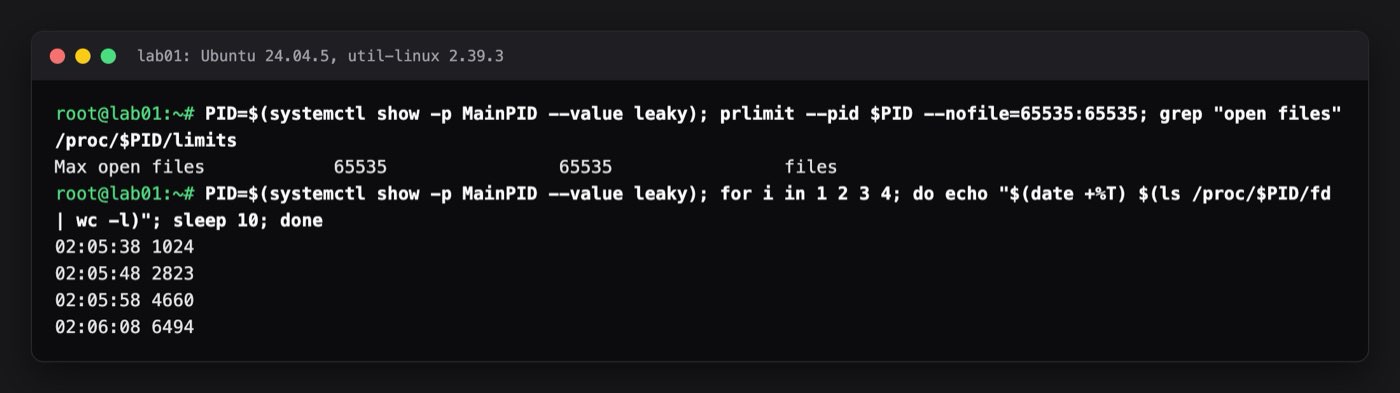 lab01: Ubuntu 24.04.5, util-linux 2.39.3
root@lab01:~# PID=$(systemctl show -p MainPID --value leaky); prlimit --pid $PID --nofile=65535:65535; grep "open files"
/proc/$PID/limits
Max open files            65535                65535                files
root@lab01:~# PID=$(systemctl show -p MainPID --value leaky); for i in 1 2 3 4; do echo "$(date +%T) $(ls /proc/$PID/fd
| wc -l)"; sleep 10; done
02:05:38 1024
02:05:48 2823
02:05:58 4660
02:06:08 6494